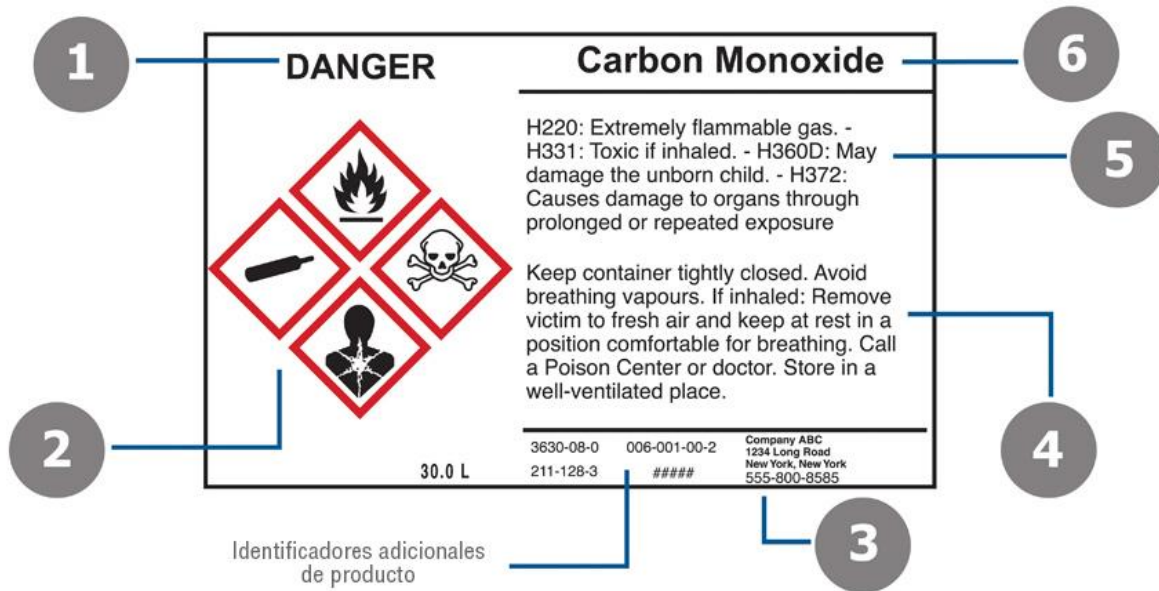 1
DANGER
Carbon Monoxide
6
H220: Extremely flammable gas. -
H331: Toxic if inhaled. - H360D: May
damage the unborn child. - H372:
Causes damage to organs through
prolonged or repeated exposure
5
Keep container tightly closed. Avoid
breathing vapours. If inhaled: Remove
victim to fresh air and keep at rest in a
position comfortable for breathing. Call
a Poison Center or doctor. Store in a
well-ventilated place.
4
2
30.0 L
3630-08-0 006-001-00-2
211-128-3 #####
Company ABC
1234 Long Road
New York, New York
555-800-8585
3
Identificadores adicionales
de producto